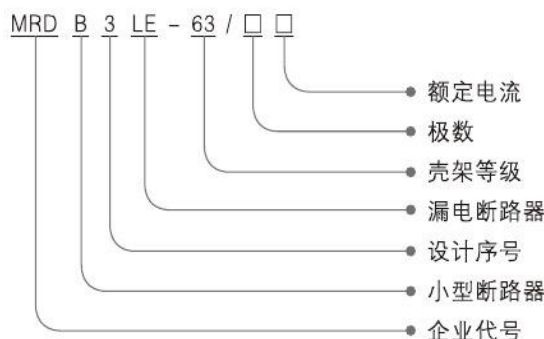 MRD B 3 LE - 63 / □ □
额定电流
极数
壳架等级
漏电断路器
设计序号
小型断路器
企业代号